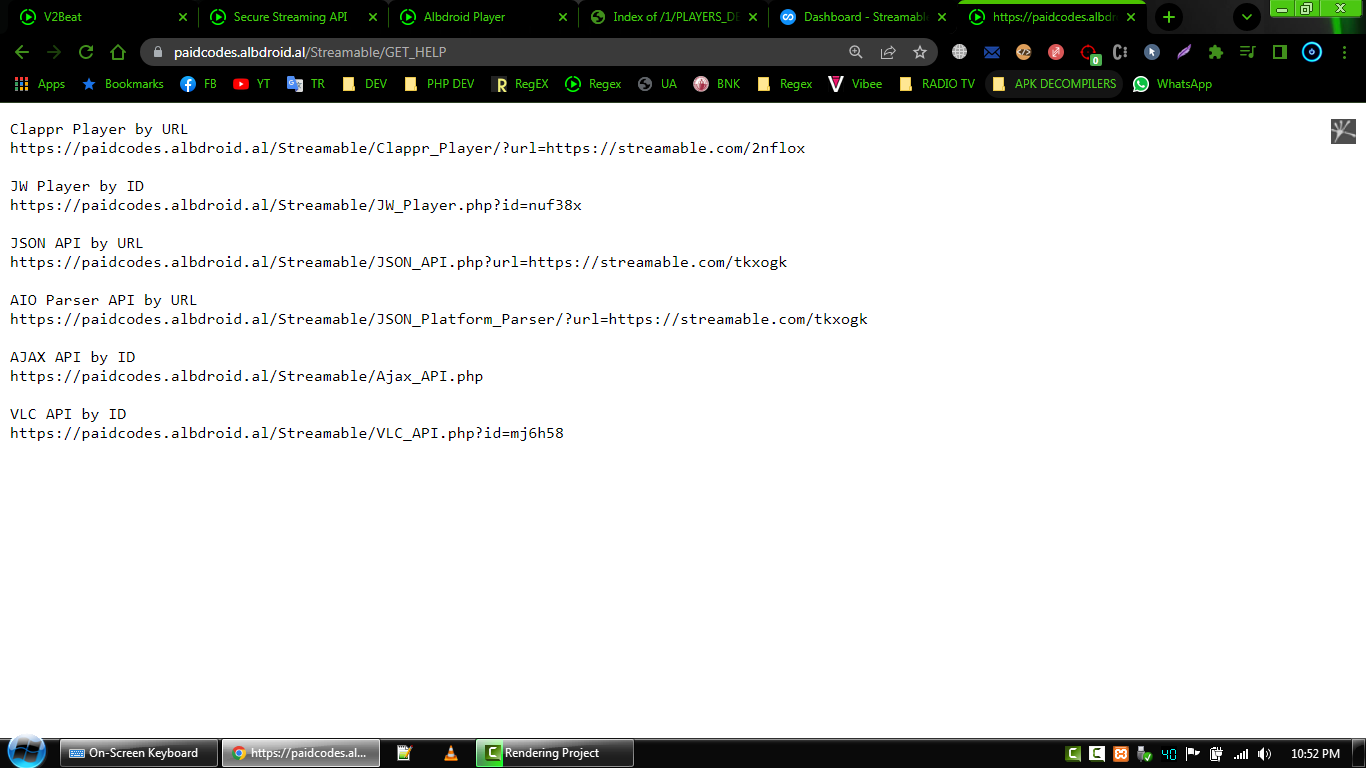 V2Beat
Secure Streaming API
Albdroid Player
Index of /1/PLAYERS_DE
Dashboard - Streamable
https://paidcodes.albdr
paidcodes.albdroid.al/Streamable/GET_HELP
0
Apps
Bookmarks
FB
YT
TR
DEV
PHP DEV
RegEX
Regex
UA
BNK
Regex
Vibee
RADIO TV
APK DECOMPILERS
WhatsApp
Clappr Player by URL
https://paidcodes.albdroid.al/Streamable/Clappr_Player/?url=https://streamable.com/2nflox
JW Player by ID
https://paidcodes.albdroid.al/Streamable/JW_Player.php?id=nuf38x
JSON API by URL
https://paidcodes.albdroid.al/Streamable/JSON_API.php?url=https://streamable.com/tkxogk
AIO Parser API by URL
https://paidcodes.albdroid.al/Streamable/JSON_Platform_Parser/?url=https://streamable.com/tkxogk
AJAX API by ID
https://paidcodes.albdroid.al/Streamable/Ajax_API.php
VLC API by ID
https://paidcodes.albdroid.al/Streamable/VLC_API.php?id=mj6h58
On-Screen Keyboard
https://paidcodes.al...
Rendering Project
40
10:52 PM